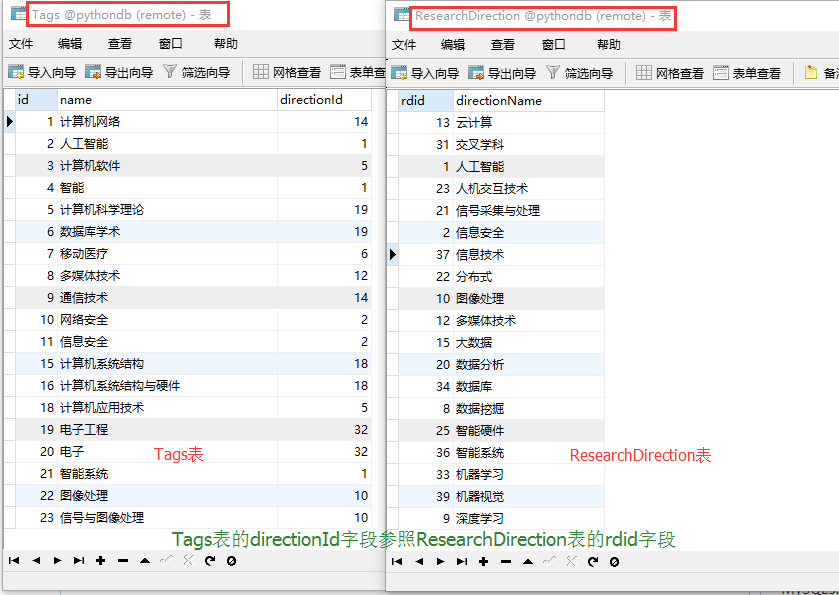 Tags @pythondb (remote) - 表
文件 编辑 查看 窗口 帮助
导入向导 导出向导 筛选向导 网格查看 表单查
id name directionId
1 计算机网络 14
2 人工智能 1
3 计算机软件 5
4 智能 1
5 计算机科学理论 19
6 数据库学术 19
7 移动医疗 6
8 多媒体技术 12
9 通信技术 14
10 网络安全 2
11 信息安全 2
15 计算机系统结构 18
16 计算机系统结构与硬件 18
18 计算机应用技术 5
19 电子工程 32
20 电子 32
21 智能系统 1
22 图像处理 10
23 信号与图像处理 10
Tags表
ResearchDirection @pythondb (remote) - 表
文件 编辑 查看 窗口 帮助
导入向导 导出向导 筛选向导 网格查看 表单查看 备
rdid directionName
13 云计算
31 交叉学科
1 人工智能
23 人机交互技术
21 信号采集与处理
2 信息安全
37 信息技术
22 分布式
10 图像处理
12 多媒体技术
15 大数据
20 数据分析
34 数据库
8 数据挖掘
25 智能硬件
36 智能系统
33 机器学习
39 机器视觉
9 深度学习
ResearchDirection表
Tags表的directionId字段参照ResearchDirection表的rdid字段